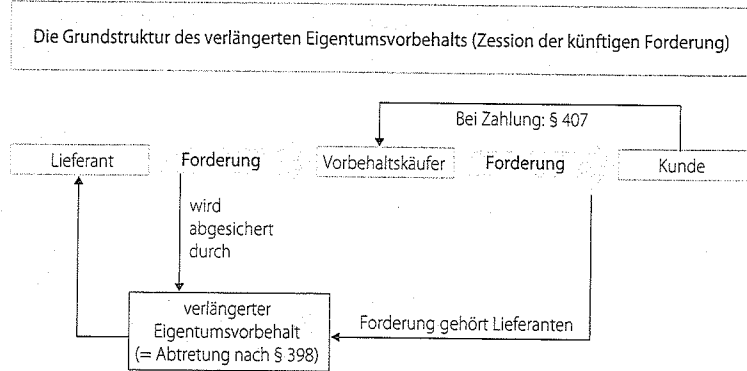 Die Grundstruktur des verlängerten Eigentumsvorbehalts (Zession der künftigen Forderung)
Bei Zahlung: § 407
Lieferant Forderung Vorbehaltskäufer Forderung Kunde
wird
abgesichert
durch
verlängerter
Eigentumsvorbehalt
(= Abtretung nach § 398)
Forderung gehört Lieferanten